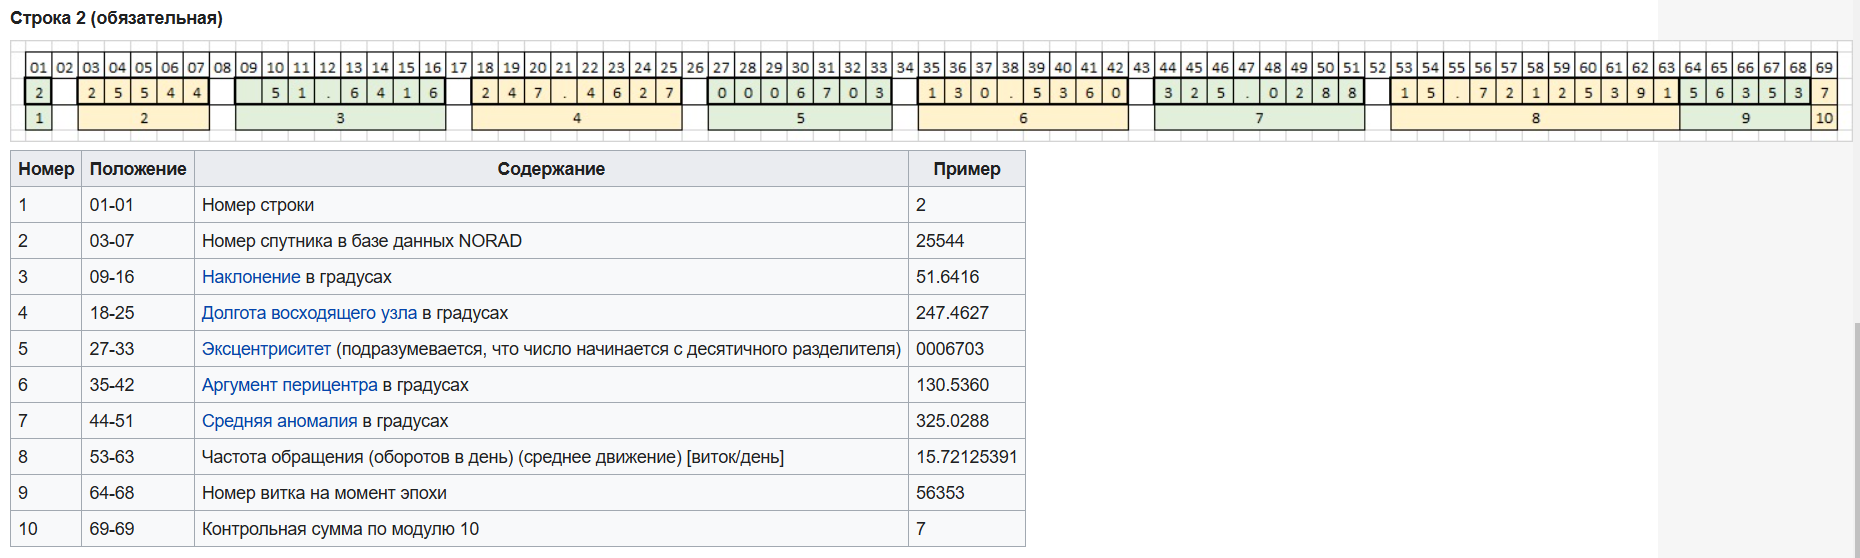 Строка 2 (обязательная)
01 02 03 04 05 06 07 08 09 10 11 12 13 14 15 16 17 18 19 20 21 22 23 24 25 26 27 28 29 30 31 32 33 34 35 36 37 38 39 40 41 42 43 44 45 46 47 48 49 50 51 52 53 54 55 56 57 58 59 60 61 62 63 64 65 66 67 68 69
2 2 5 5 4 4 5 1 . 6 4 1 6 2 4 7 . 4 6 2 7 0 0 0 6 7 0 3 1 3 0 . 5 3 6 0 3 2 5 . 0 2 8 8 1 5 . 7 2 1 2 5 3 9 1 5 6 3 5 3 7
1 2 3 4 5 6 7 8 9 10
Номер Положение Содержание Пример
1 01-01 Номер строки 2
2 03-07 Номер спутника в базе данных NORAD 25544
3 09-16 Наклонение в градусах 51.6416
4 18-25 Долгота восходящего узла в градусах 247.4627
5 27-33 Эксцентриситет (подразумевается, что число начинается с десятичного разделителя) 0006703
6 35-42 Аргумент перицентра в градусах 130.5360
7 44-51 Средняя аномалия в градусах 325.0288
8 53-63 Частота обращения (оборотов в день) (среднее движение) [виток/день] 15.72125391
9 64-68 Номер витка на момент эпохи 56353
10 69-69 Контрольная сумма по модулю 10 7